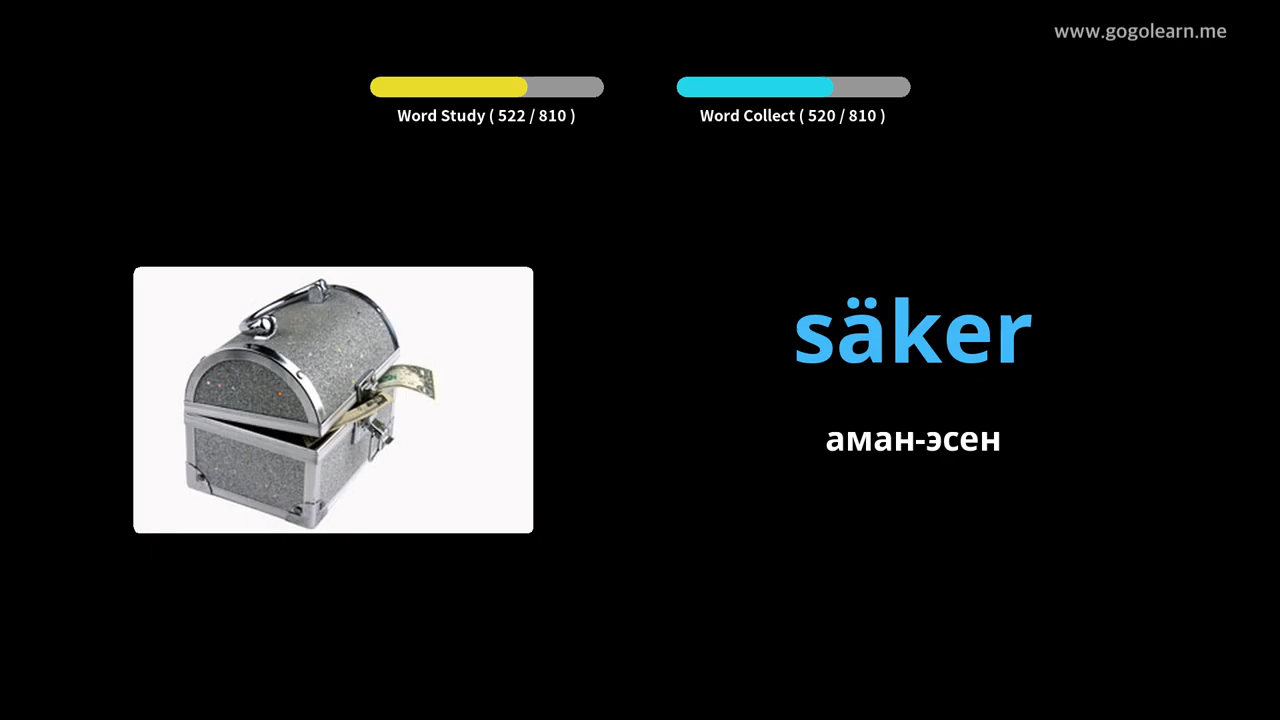 www.gogolearn.me
Word Study ( 522 / 810 )
Word Collect ( 520 / 810 )
säker
аман-эсен